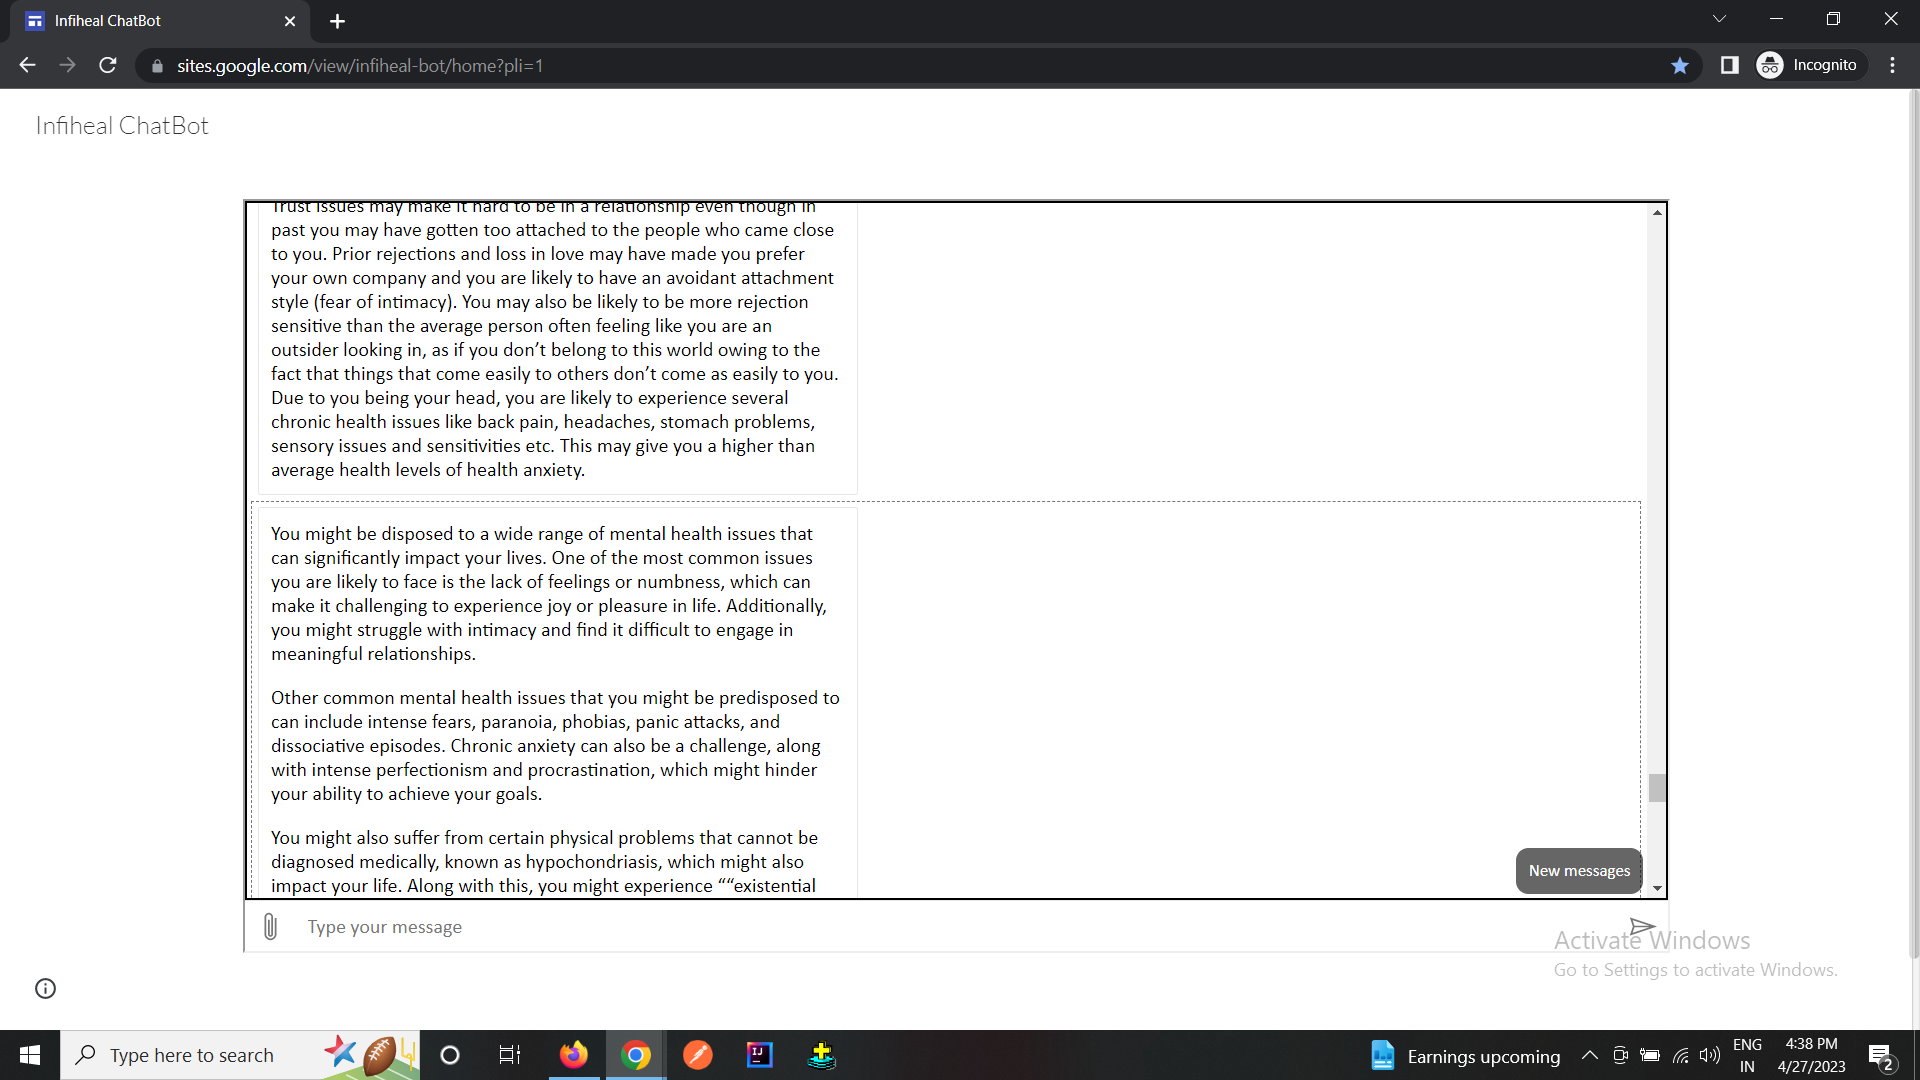 Infiheal ChatBot
sites.google.com/view/infiheal-bot/home?pli=1
Incognito
Infiheal ChatBot
Trust issues may make it hard to be in a relationship even though in
past you may have gotten too attached to the people who came close
to you. Prior rejections and loss in love may have made you prefer
your own company and you are likely to have an avoidant attachment
style (fear of intimacy). You may also be likely to be more rejection
sensitive than the average person often feeling like you are an
outsider looking in, as if you don’t belong to this world owing to the
fact that things that come easily to others don’t come as easily to you.
Due to you being your head, you are likely to experience several
chronic health issues like back pain, headaches, stomach problems,
sensory issues and sensitivities etc. This may give you a higher than
average health levels of health anxiety.
You might be disposed to a wide range of mental health issues that
can significantly impact your lives. One of the most common issues
you are likely to face is the lack of feelings or numbness, which can
make it challenging to experience joy or pleasure in life. Additionally,
you might struggle with intimacy and find it difficult to engage in
meaningful relationships.
Other common mental health issues that you might be predisposed to
can include intense fears, paranoia, phobias, panic attacks, and
dissociative episodes. Chronic anxiety can also be a challenge, along
with intense perfectionism and procrastination, which might hinder
your ability to achieve your goals.
You might also suffer from certain physical problems that cannot be
diagnosed medically, known as hypochondriasis, which might also
impact your life. Along with this, you might experience ““existential
New messages
Type your message
Activate Windows
Go to Settings to activate Windows.
Type here to search
IJ
Earnings upcoming
ENG
IN
4:38 PM
4/27/2023
2